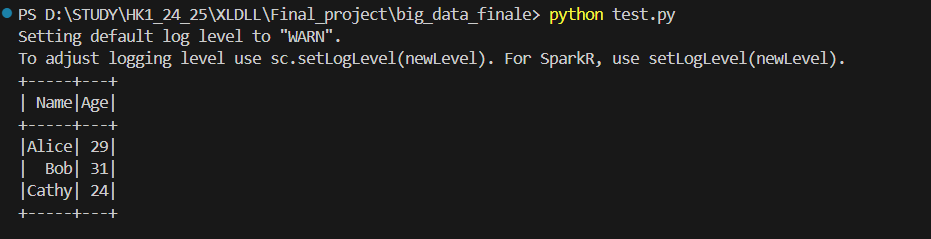 PS D:\STUDY\HK1_24_25\XLDLL\Final_project\big_data_finale> python test.py
Setting default log level to "WARN".
To adjust logging level use sc.setLogLevel(newLevel). For SparkR, use setLogLevel(newLevel).
+-----+---+
| Name|Age|
+-----+---+
|Alice| 29|
|  Bob| 31|
|Cathy| 24|
+-----+---+